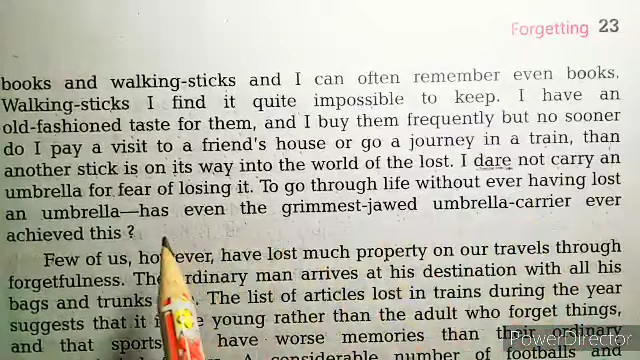 Forgetting 23
books and walking-sticks and I can often remember even books.
Walking-sticks I find it quite impossible to keep. I have an
old-fashioned taste for them, and I buy them frequently but no sooner
do I pay a visit to a friend's house or go a journey in a train, than
another stick is on its way into the world of the lost. I dare not carry an
umbrella for fear of losing it. To go through life without ever having lost
an umbrella—has even the grimmest-jawed umbrella-carrier ever
achieved this ?
Few of us, however, have lost much property on our travels through
forgetfulness. The ordinary man arrives at his destination with all his
bags and trunks The list of articles lost in trains during the year
suggests that it young rather than the adult who forget things,
and that sports have worse memories than their ordinary
A considerable number of footballs and
PowerDirector